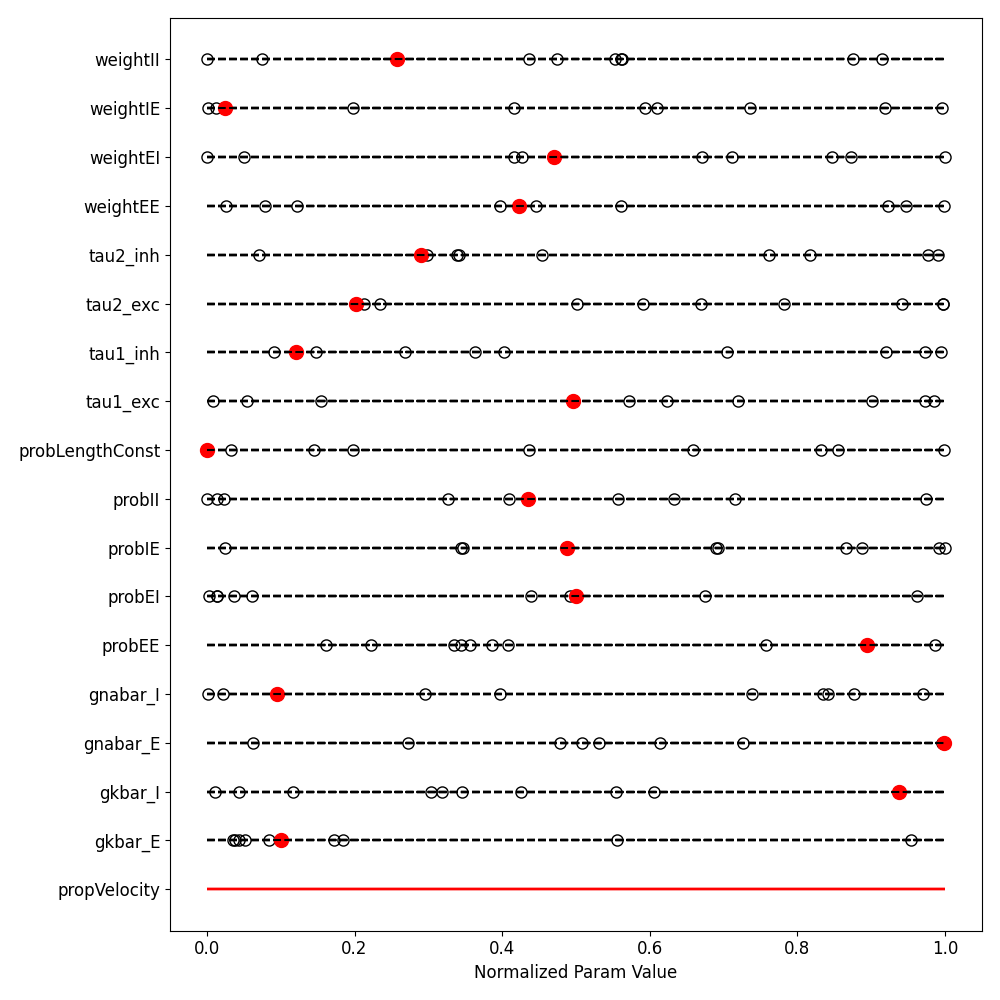 weightII
weightIE
weightEI
weightEE
tau2_inh
tau2_exc
tau1_inh
tau1_exc
probLengthConst
probII
probIE
probEI
probEE
gnabar_I
gnabar_E
gkbar_I
gkbar_E
propVelocity
0.0 0.2 0.4 0.6 0.8 1.0
Normalized Param Value